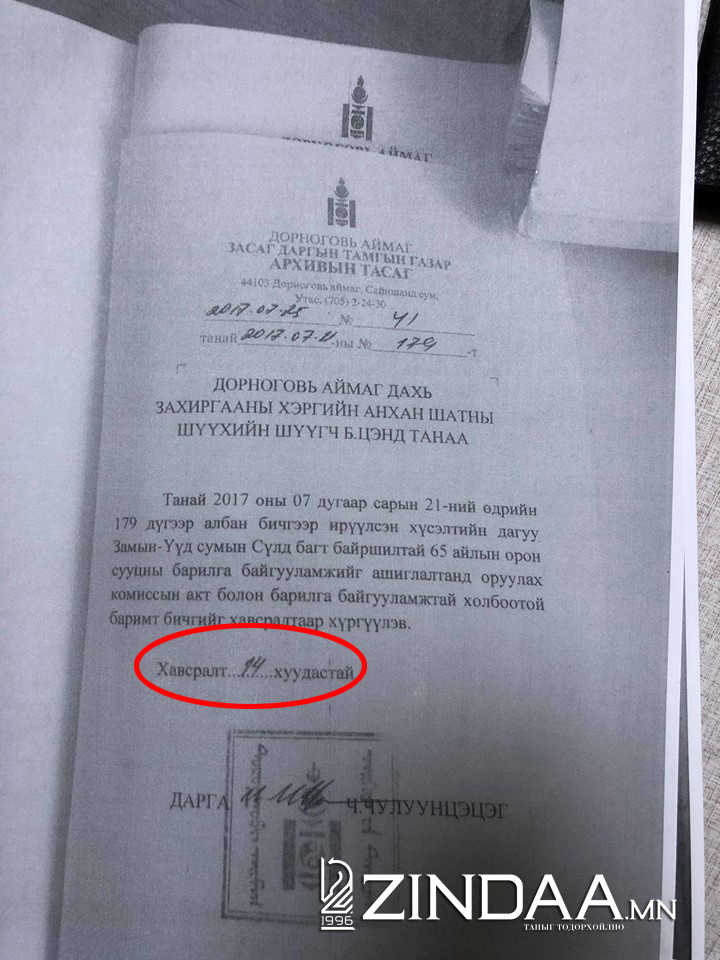 ДОРНОГОВЬ АЙМАГ
ДОРНОГОВЬ АЙМАГ
ЗАСАГ ДАРГЫН ТАМГЫН ГАЗАР
АРХИВЫН ТАСАГ
44103 Дорноговь аймаг, Сайншанд сум,
Утас. (705) 2-24-30
2017.07.25 № 41
танай 2017.07.21-ны № 179 -т
ДОРНОГОВЬ АЙМАГ ДАХЬ
ЗАХИРГААНЫ ХЭРГИЙН АНХАН ШАТНЫ
ШҮҮХИЙН ШҮҮГЧ Б.ЦЭНД ТАНАА
Танай 2017 оны 07 дугаар сарын 21-ний өдрийн
179 дүгээр албан бичгээр ирүүлсэн хүсэлтийн дагуу
Замын-Үүд сумын Сүлд багт байршилтай 65 айлын орон
сууцны барилга байгууламжийг ашиглалтанд оруулах
комиссын акт болон барилга байгууламжтай холбоотой
баримт бичгийг хавсралтаар хүргүүлэв.
Хавсралт...14....хуудастай
ДАРГА Ч.ЧУЛУУНЦЭЦЭГ
1996
ZINDAA.MN
ТАНЫГ ТОДОРХОЙЛНО